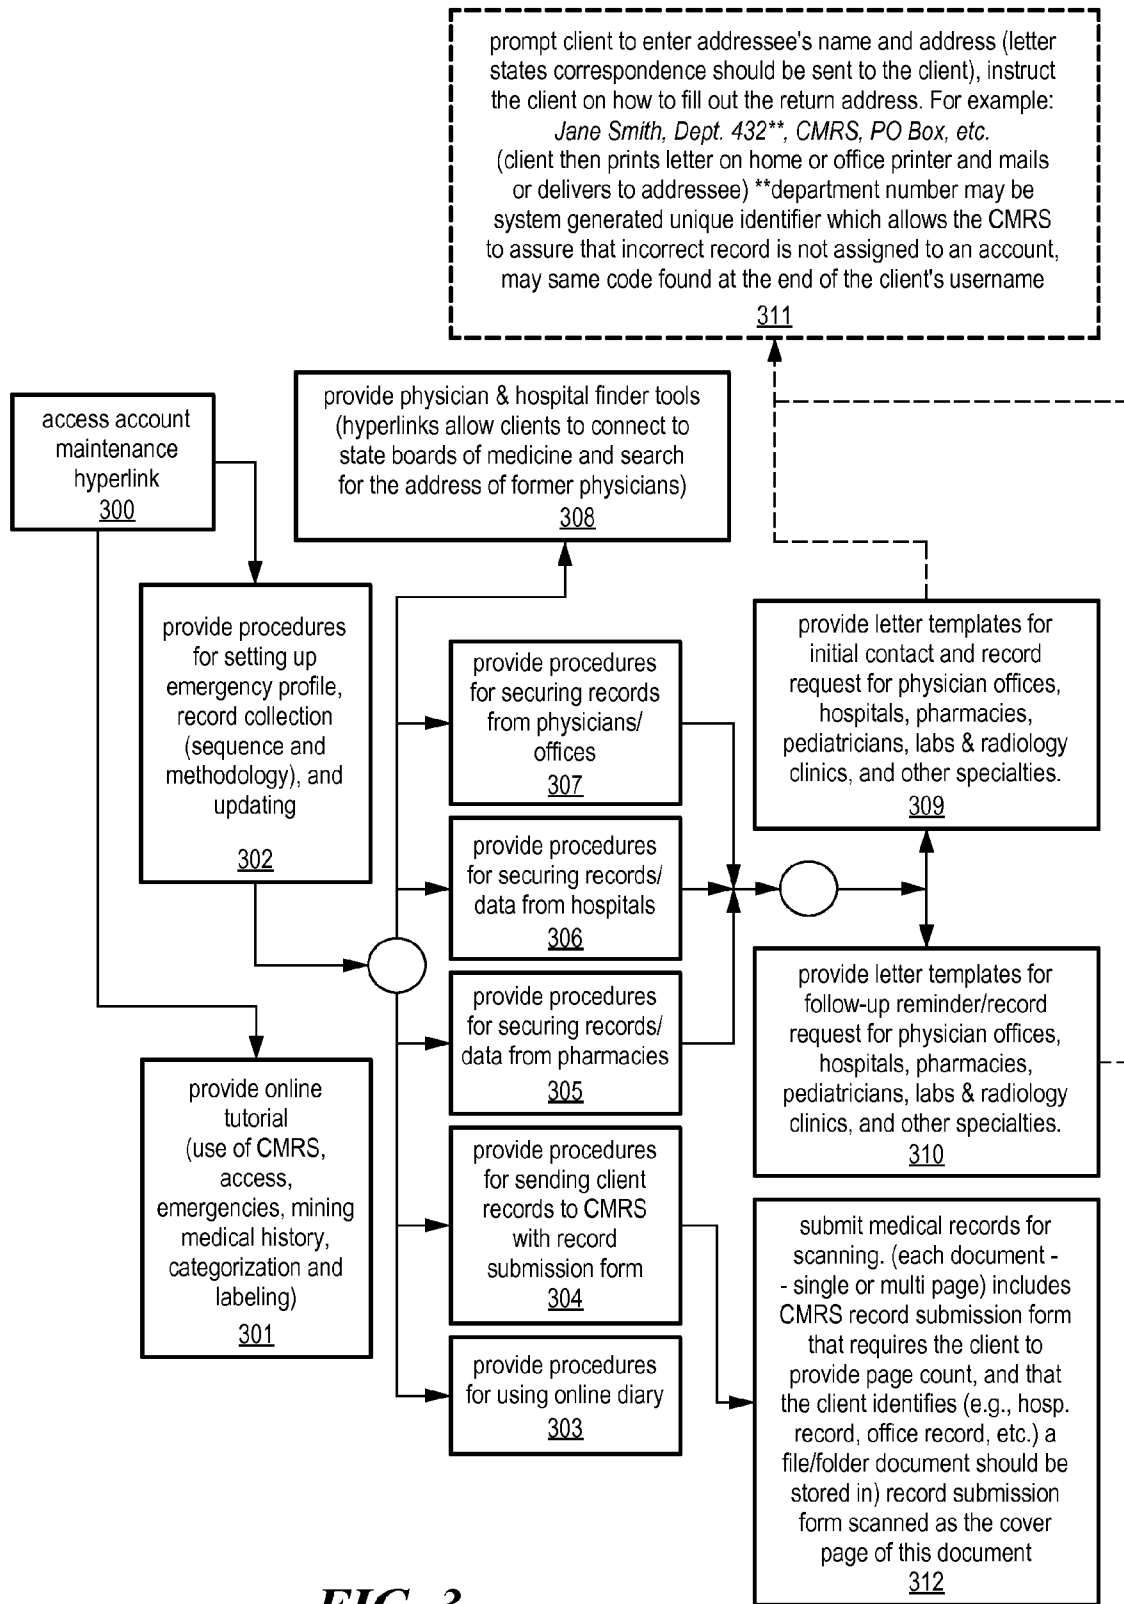 prompt client to enter addressee's name and address (letter
states correspondence should be sent to the client), instruct
the client on how to fill out the return address. For example:
Jane Smith, Dept. 432**, CMRS, PO Box, etc.
(client then prints letter on home or office printer and mails
or delivers to addressee) **department number may be
system generated unique identifier which allows the CMRS
to assure that incorrect record is not assigned to an account,
may same code found at the end of the client's username
311
access account
maintenance
hyperlink
300
provide physician & hospital finder tools
(hyperlinks allow clients to connect to
state boards of medicine and search
for the address of former physicians)
308
provide procedures
for setting up
emergency profile,
record collection
(sequence and
methodology), and
updating
302
provide procedures
for securing records
from physicians/
offices
307
provide letter templates for
initial contact and record
request for physician offices,
hospitals, pharmacies,
pediatricians, labs & radiology
clinics, and other specialties.
309
provide procedures
for securing records/
data from hospitals
306
provide procedures
for securing records/
data from pharmacies
305
provide letter templates for
follow-up reminder/record
request for physician offices,
hospitals, pharmacies,
pediatricians, labs & radiology
clinics, and other specialties.
310
provide online
tutorial
(use of CMRS,
access,
emergencies, mining
medical history,
categorization and
labeling)
301
provide procedures
for sending client
records to CMRS
with record
submission form
304
provide procedures
for using online diary
303
submit medical records for
scanning. (each document -
- single or multi page) includes
CMRS record submission form
that requires the client to
provide page count, and that
the client identifies (e.g., hosp.
record, office record, etc.) a
file/folder document should be
stored in) record submission
form scanned as the cover
page of this document
312
FIG. 3